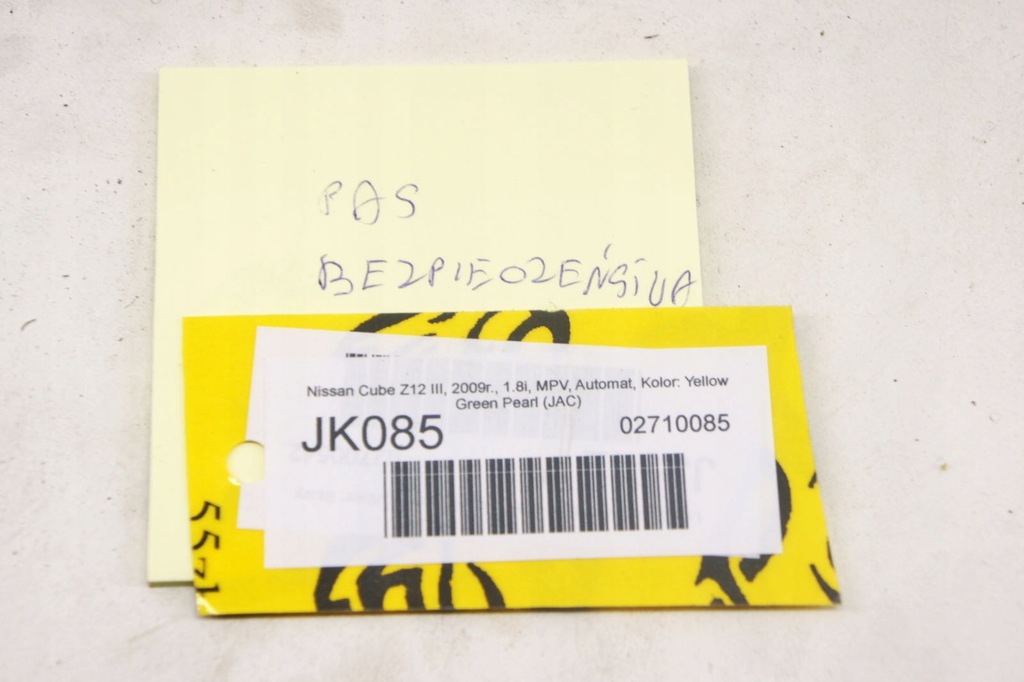 PAS
BEZPIECZEŃSTWA
Nissan Cube Z12 III, 2009r., 1.8i, MPV, Automat, Kolor: Yellow
Green Pearl (JAC)
JK085
02710085